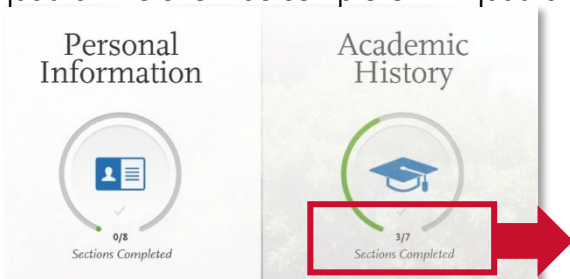 Personal
Information
0/8
Sections Completed
Academic
History
3/7
Sections Completed